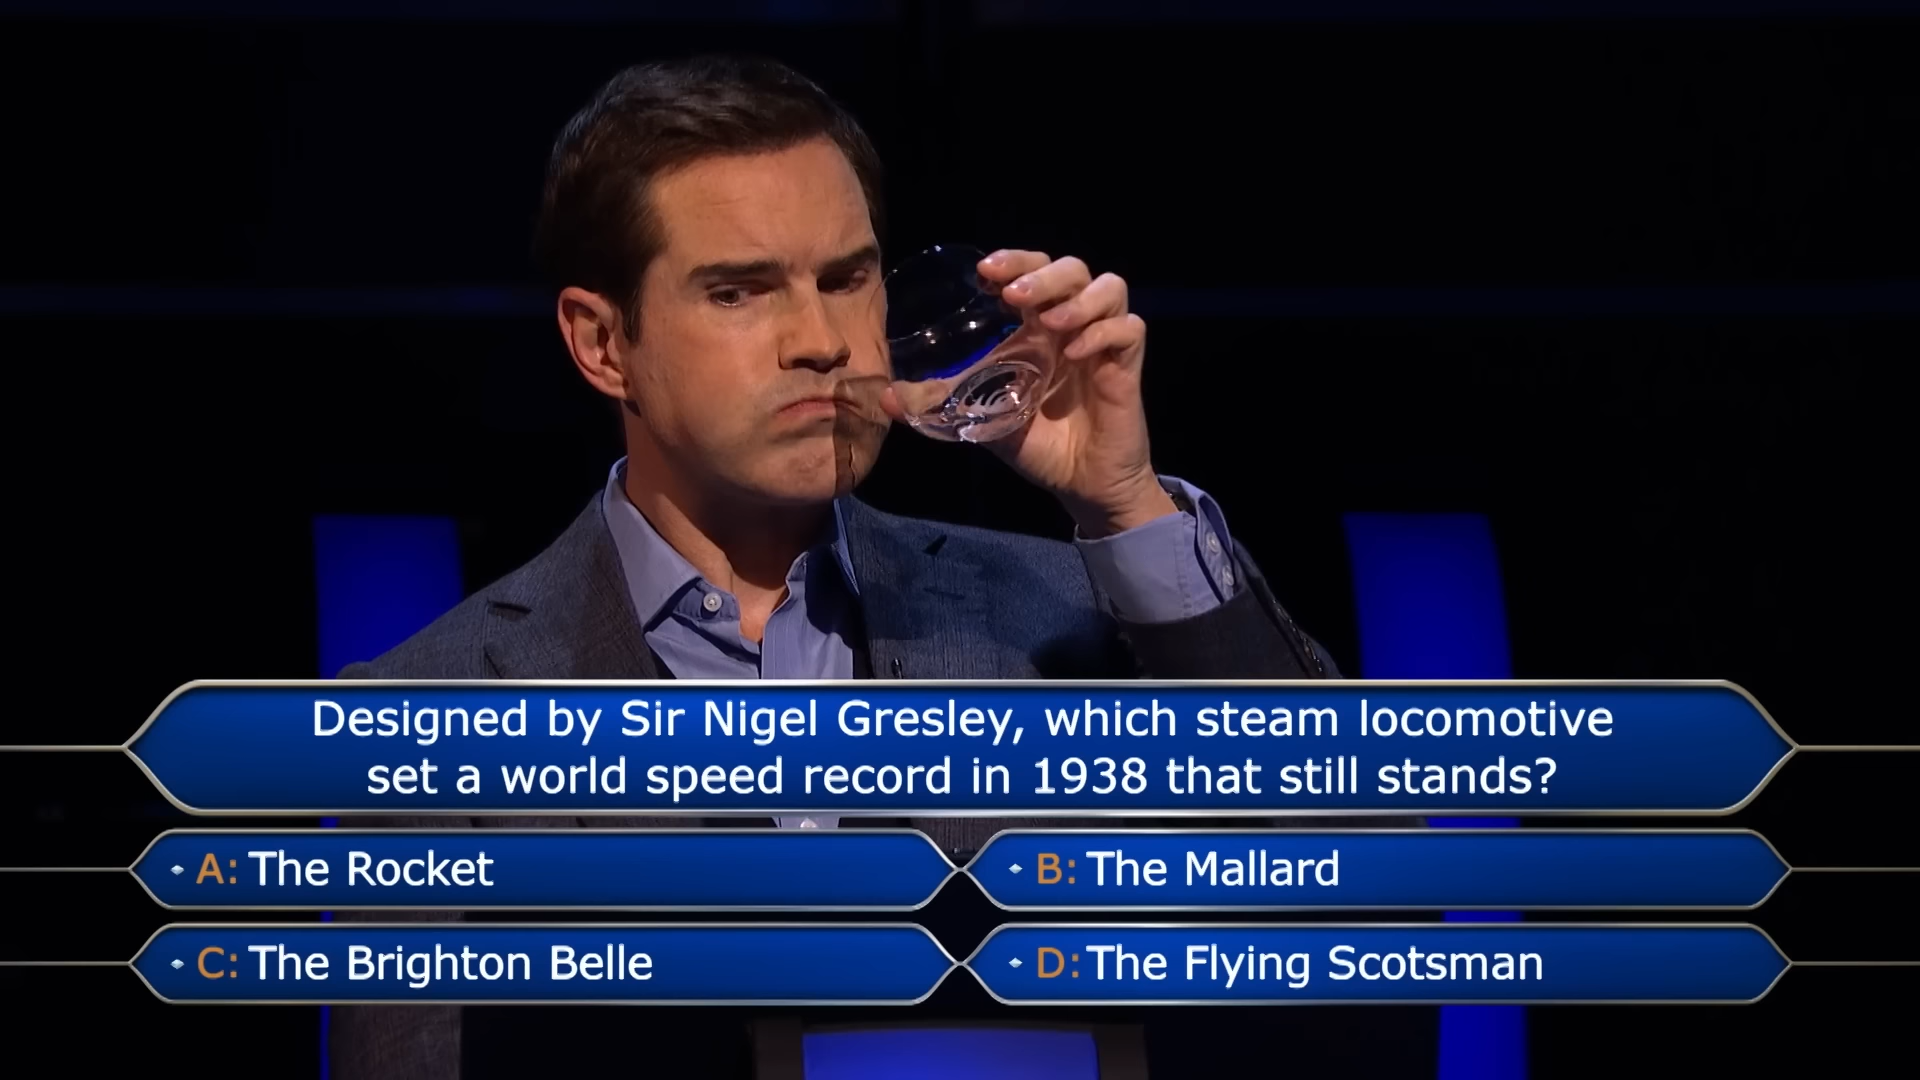 Designed by Sir Nigel Gresley, which steam locomotive
set a world speed record in 1938 that still stands?
A: The Rocket
B: The Mallard
C: The Brighton Belle
D: The Flying Scotsman